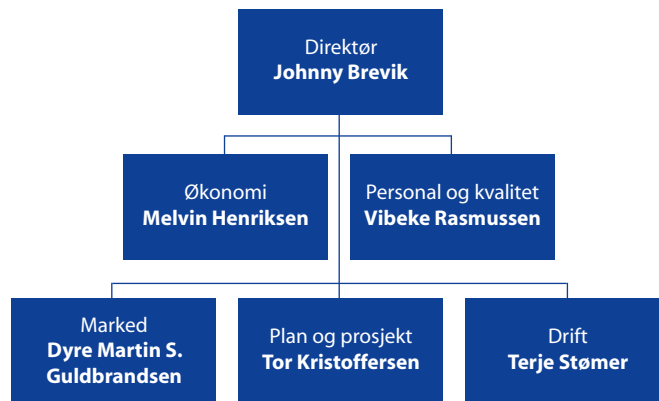 Direktør
Johnny Brevik
Økonomi
Melvin Henriksen
Personal og kvalitet
Vibeke Rasmussen
Marked
Dyre Martin S.
Guldbrandsen
Plan og prosjekt
Tor Kristoffersen
Drift
Terje Stømer